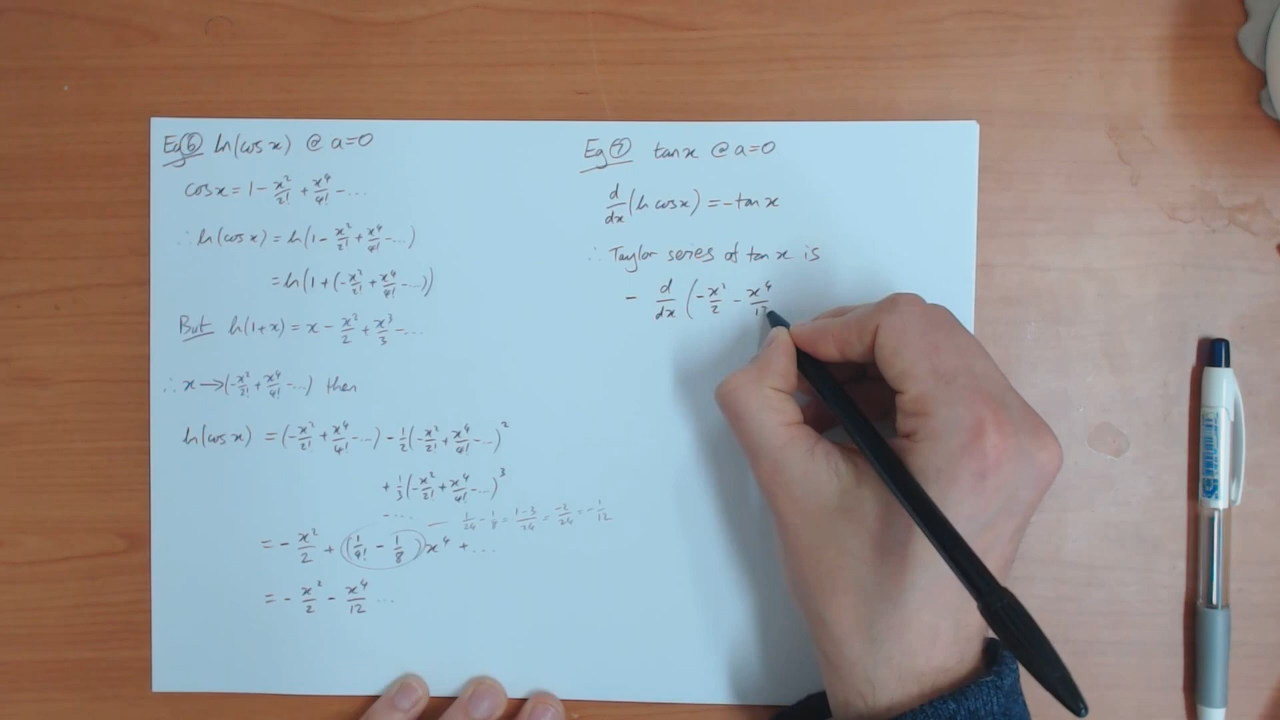 Eg⑥ ln(cos x) @ a=0
cos x = 1 - x²/2! + x⁴/4! - ...
∴ ln(cos x) = ln(1 - x²/2! + x⁴/4! - ...)
= ln(1 + (-x²/2! + x⁴/4! - ...))
But ln(1+x) = x - x²/2 + x³/3 - ...
∴ x → (-x²/2! + x⁴/4! - ...) then
ln(cos x) = (-x²/2! + x⁴/4! - ...) - 1/2(-x²/2! + x⁴/4! - ...)²
+ 1/3(-x²/2! + x⁴/4! - ...)³
- ...
1/24 - 1/8 = (1-3)/24 = -2/24 = -1/12
= - x²/2 + (1/4! - 1/8) x⁴ + ...
= - x²/2 - x⁴/12 ...
Eg⑦ tan x @ a=0
d/dx (ln cos x) = - tan x
∴ Taylor series of tan x is
- d/dx (-x²/2 - x⁴/12